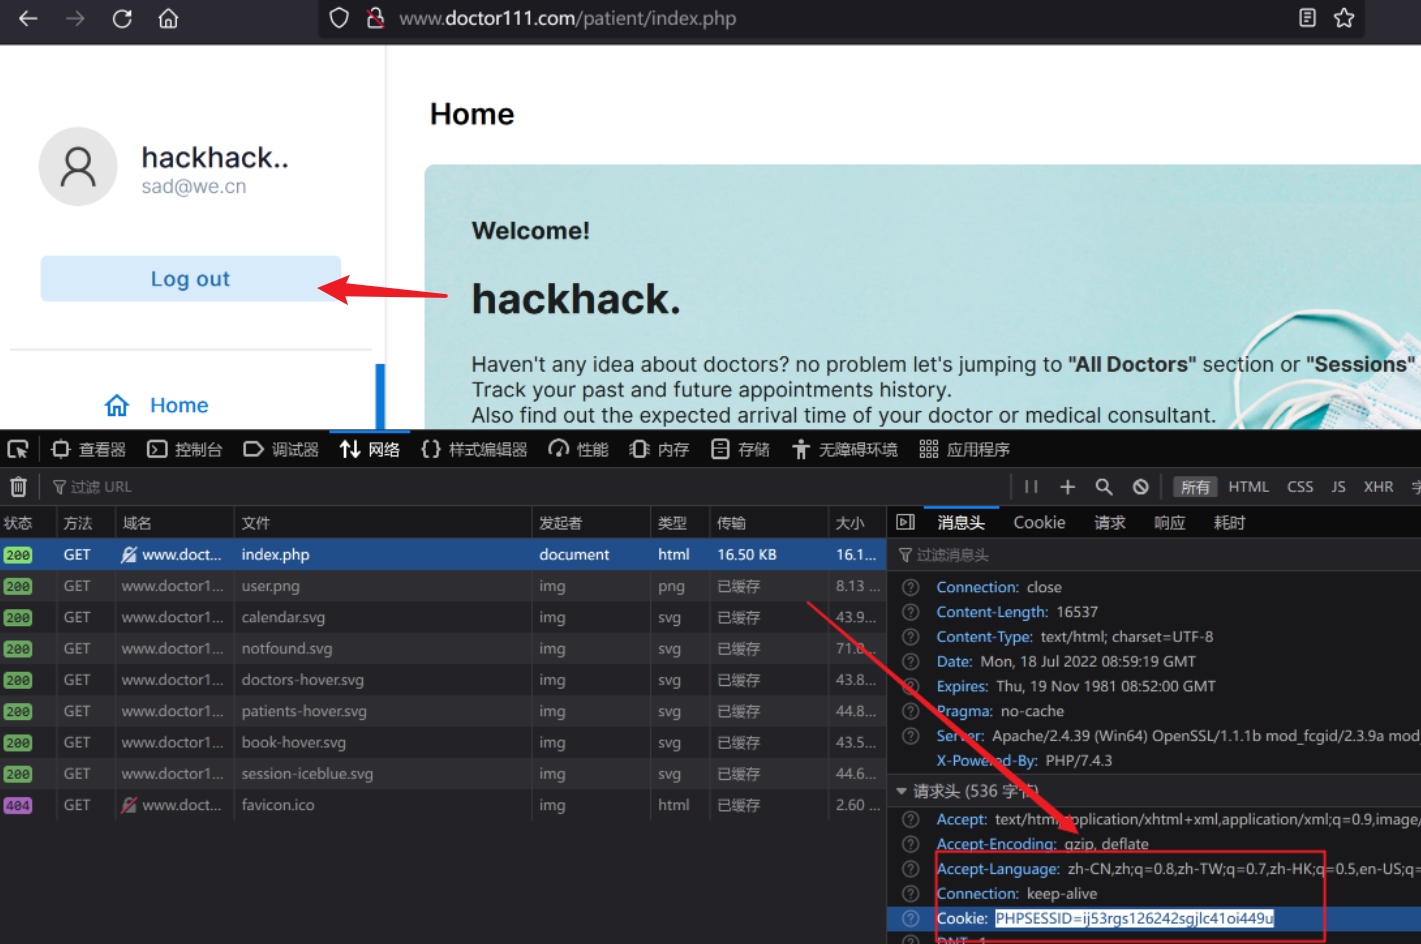 www.doctor111.com/patient/index.php
hackhack..
sad@we.cn
Log out
Home
Home
Welcome!
hackhack.
Haven't any idea about doctors? no problem let's jumping to "All Doctors" section or "Sessions"
Track your past and future appointments history.
Also find out the expected arrival time of your doctor or medical consultant.
查看器 控制台 调试器 网络 样式编辑器 性能 内存 存储 无障碍环境 应用程序
过滤 URL
所有 HTML CSS JS XHR
状态 方法 域名 文件 发起者 类型 传输 大小
200 GET www.doct... index.php document html 16.50 KB 16.1...
200 GET www.doctor1... user.png img png 已缓存 8.13 ...
200 GET www.doctor1... calendar.svg img svg 已缓存 43.9...
200 GET www.doctor1... notfound.svg img svg 已缓存
200 GET www.doctor1... doctors-hover.svg img svg 已缓存 43.8...
200 GET www.doctor1... patients-hover.svg img svg 已缓存 44.8...
200 GET www.doctor1... book-hover.svg img svg 已缓存 43.5...
200 GET www.doctor1... session-iceblue.svg img svg 已缓存 44.6...
404 GET www.doct... favicon.ico img html 已缓存 2.60 ...
消息头 Cookie 请求 响应 耗时
过滤消息头
Connection: close
Content-Length: 16537
Content-Type: text/html; charset=UTF-8
Date: Mon, 18 Jul 2022 08:59:19 GMT
Expires: Thu, 19 Nov 1981 08:52:00 GMT
Pragma: no-cache
Server: Apache/2.4.39 (Win64) OpenSSL/1.1.1b mod_fcgid/2.3.9a mod_
X-Powered-By: PHP/7.4.3
请求头 (536 字节)
Accept: text/html,application/xhtml+xml,application/xml;q=0.9,image/
Accept-Encoding: gzip, deflate
Accept-Language: zh-CN,zh;q=0.8,zh-TW;q=0.7,zh-HK;q=0.5,en-US;q=
Connection: keep-alive
Cookie: PHPSESSID=ij53rgs126242sgjlc41oi449u
DNT: 1